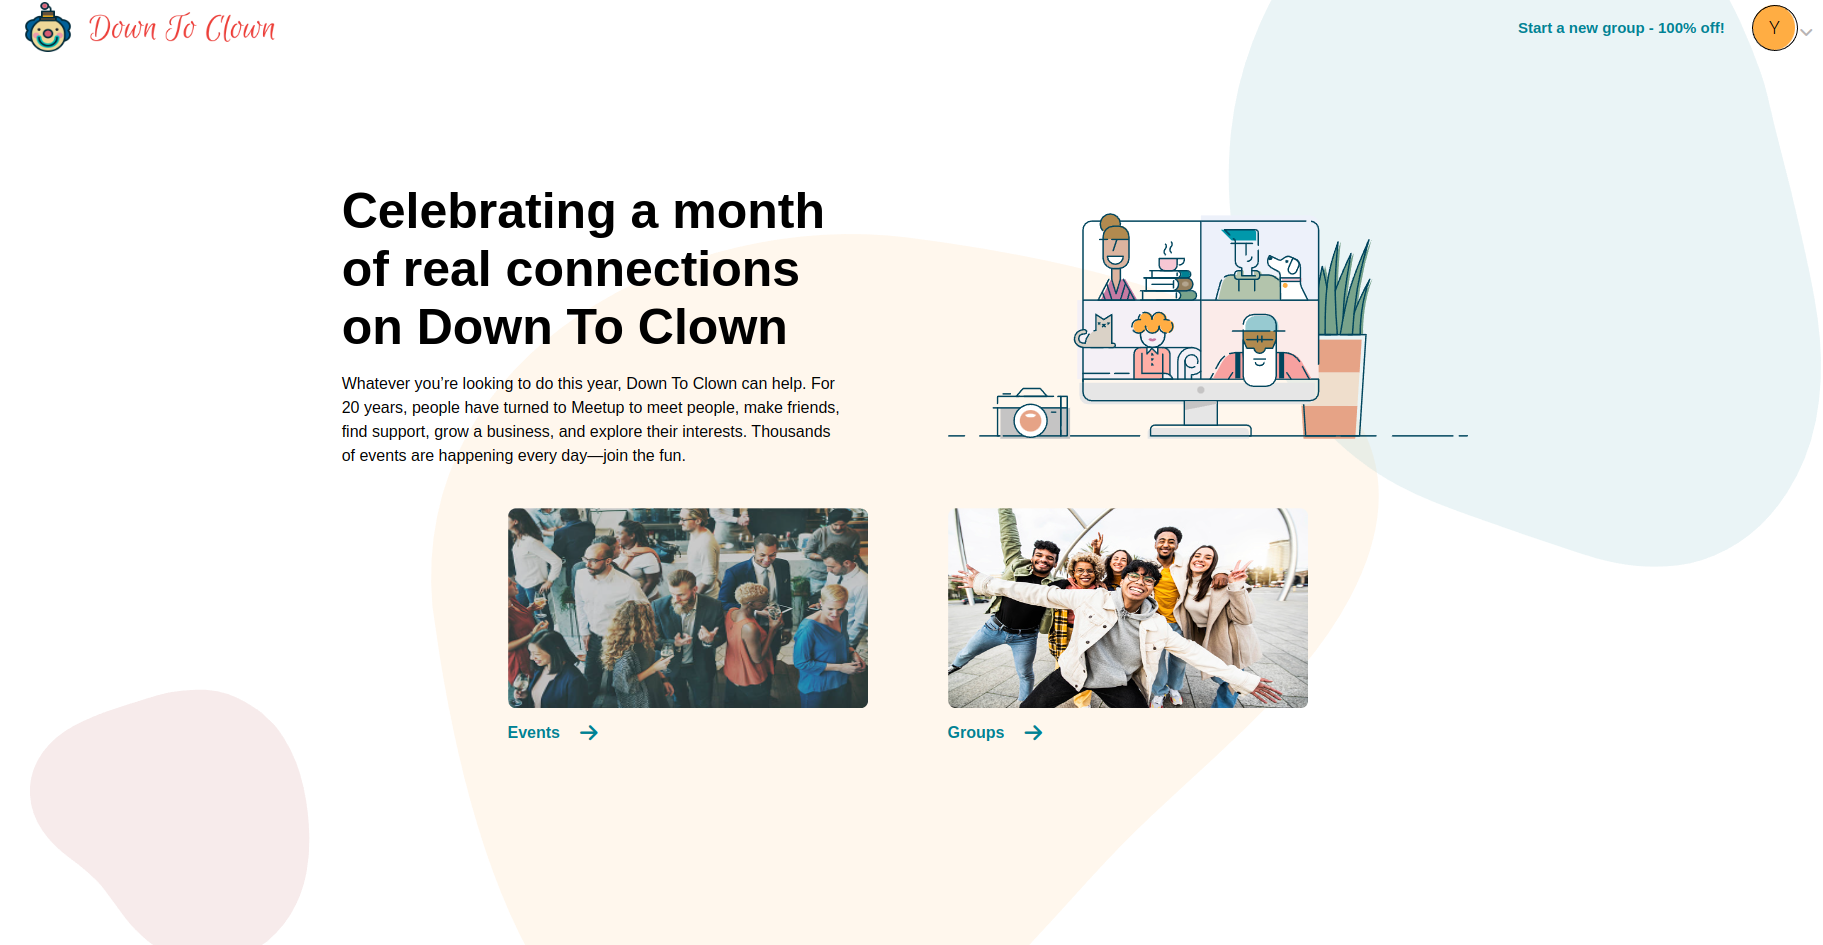 Down To Clown
Start a new group - 100% off!
Y
Celebrating a month
of real connections
on Down To Clown
Whatever you’re looking to do this year, Down To Clown can help. For
20 years, people have turned to Meetup to meet people, make friends,
find support, grow a business, and explore their interests. Thousands
of events are happening every day—join the fun.
Events
Groups